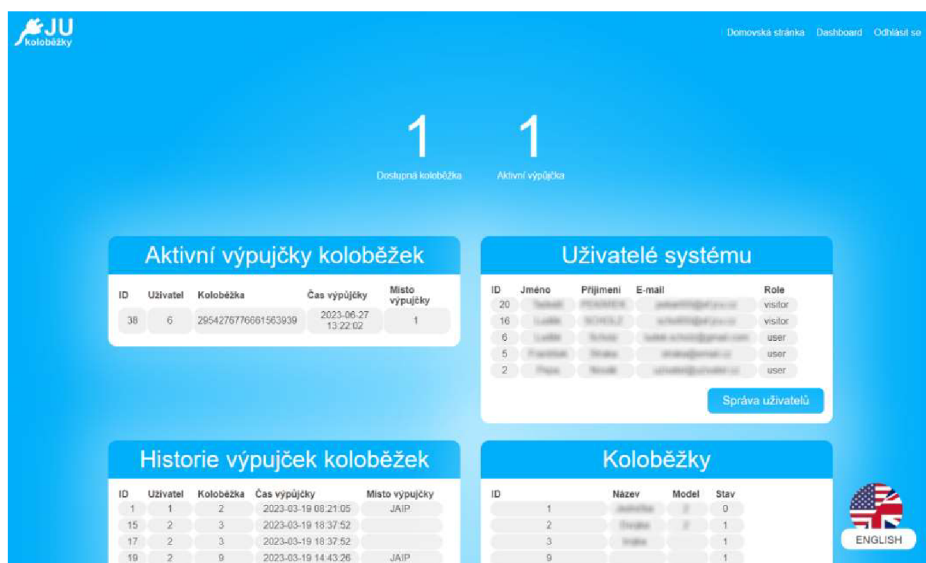 JU
koloběžky
Domovská stránka Dashboard Odhlásit se
1 1
Dostupná koloběžka Aktivní výpůjčka
Aktivní výpujčky koloběžek
ID Uživatel Koloběžka Čas výpůjčky Místo výpujčky
38 6 2954276776661563939 2023-06-27 13:22:02 1
Uživatelé systému
ID Jméno Příjmení E-mail Role
20 visitor
16 visitor
6 user
5 user
2 user
Správa uživatelů
Historie výpujček koloběžek
ID Uživatel Koloběžka Čas výpůjčky Místo výpujčky
1 1 2 2023-03-19 08:21:05 JAIP
15 2 3 2023-03-19 18:37:52
17 2 3 2023-03-19 18:37:52
19 2 9 2023-03-19 14:43:26 JAIP
Koloběžky
ID Název Model Stav
1 0
2 1
3 1
9 1
ENGLISH